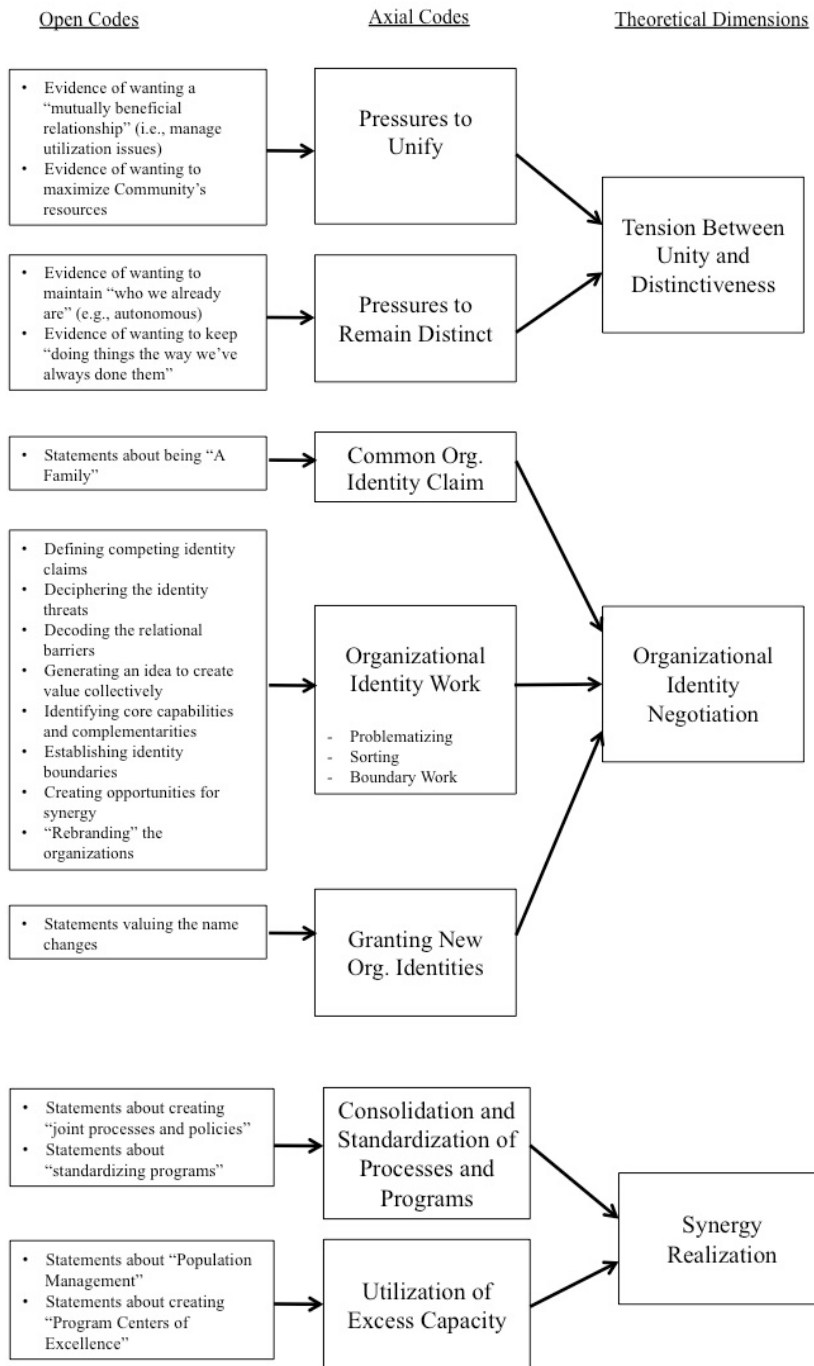 Open Codes
Axial Codes
Theoretical Dimensions
• Evidence of wanting a
“mutually beneficial
relationship” (i.e., manage
utilization issues)
• Evidence of wanting to
maximize Community’s
resources
Pressures to
Unify
• Evidence of wanting to
maintain “who we already
are” (e.g., autonomous)
• Evidence of wanting to keep
“doing things the way we’ve
always done them”
Pressures to
Remain Distinct
Tension Between
Unity and
Distinctiveness
• Statements about being “A
Family”
Common Org.
Identity Claim
• Defining competing identity
claims
• Deciphering the identity
threats
• Decoding the relational
barriers
• Generating an idea to create
value collectively
• Identifying core capabilities
and complementarities
• Establishing identity
boundaries
• Creating opportunities for
synergy
• “Rebranding” the
organizations
Organizational
Identity Work
- Problematizing
- Sorting
- Boundary Work
• Statements valuing the name
changes
Granting New
Org. Identities
Organizational
Identity
Negotiation
• Statements about creating
“joint processes and policies”
• Statements about
“standardizing programs”
Consolidation and
Standardization of
Processes and
Programs
• Statements about “Population
Management”
• Statements about creating
“Program Centers of
Excellence”
Utilization of
Excess Capacity
Synergy
Realization